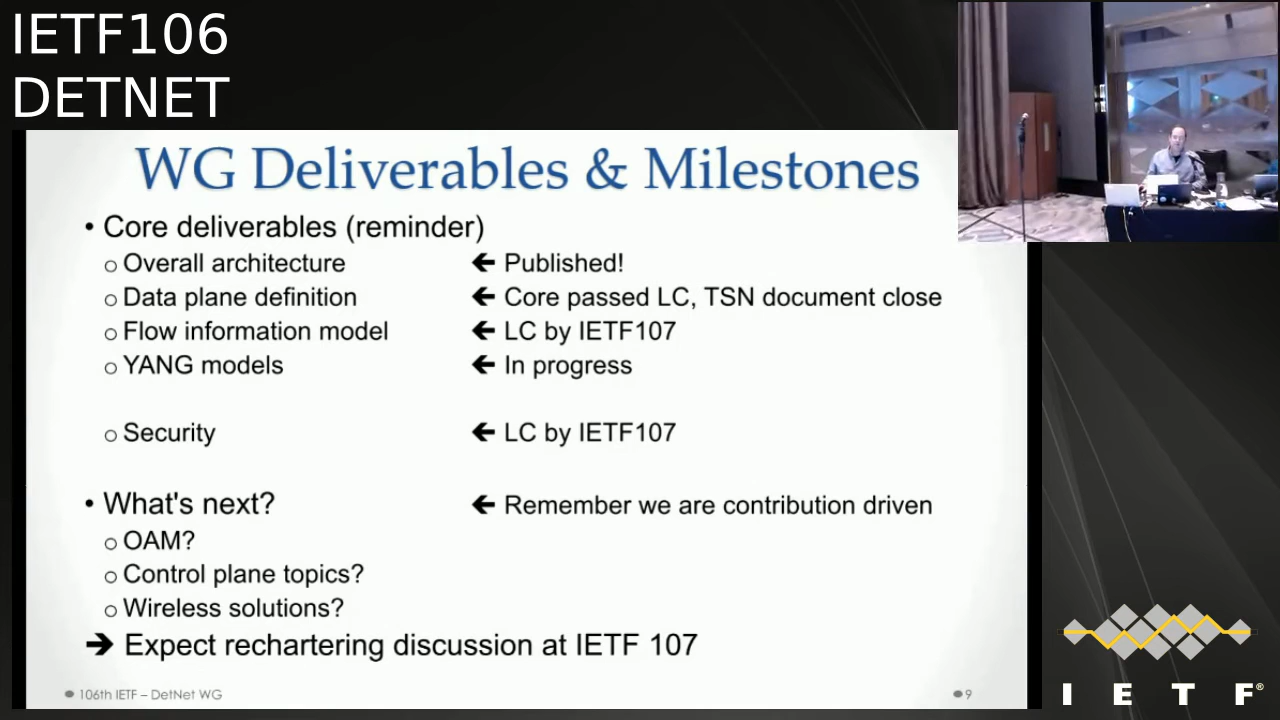 IETF106
DETNET
WG Deliverables & Milestones
• Core deliverables (reminder)
o Overall architecture ← Published!
o Data plane definition ← Core passed LC, TSN document close
o Flow information model ← LC by IETF107
o YANG models ← In progress
o Security ← LC by IETF107
• What's next? ← Remember we are contribution driven
o OAM?
o Control plane topics?
o Wireless solutions?
→ Expect rechartering discussion at IETF 107
● 106th IETF – DetNet WG ● 9
I E T F®